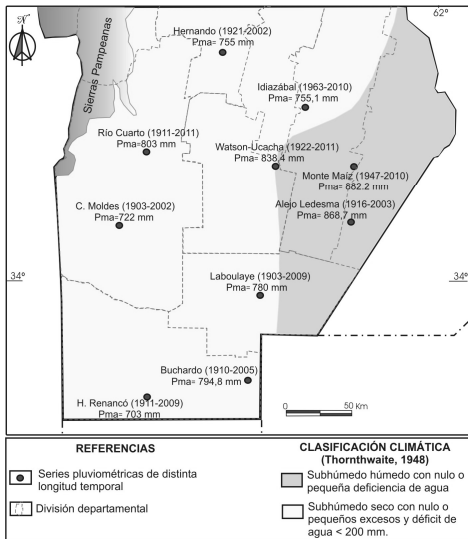 N
62º
Hernando (1921-2002)
Pma= 755 mm
Sierras Pampeanas
Idiazábal (1963-2010)
Pma= 755,1 mm
Río Cuarto (1911-2011)
Pma=803 mm
Watson-Ucacha (1922-2011)
Pma= 838,4 mm
Monte Maíz (1947-2010)
Pma= 882,2 mm
C. Moldes (1903-2002)
Pma= 722 mm
Alejo Ledesma (1916-2003)
Pma= 868,7 mm
34º
34º
Laboulaye (1903-2009)
Pma= 780 mm
Buchardo (1910-2005)
Pma= 794,8 mm
H. Renancó (1911-2009)
Pma= 703 mm
0
50 Km
REFERENCIAS
Series pluviométricas de distinta
longitud temporal
División departamental
CLASIFICACIÓN CLIMÁTICA
(Thornthwaite, 1948)
Subhúmedo húmedo con nulo o
pequeña deficiencia de agua
Subhúmedo seco con nulo o
pequeños excesos y déficit de
agua < 200 mm.